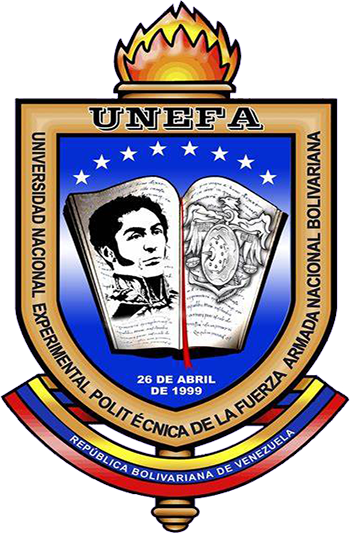 UNEFA
UNIVERSIDAD NACIONAL EXPERIMENTAL POLITÉCNICA DE LA FUERZA ARMADA NACIONAL BOLIVARIANA
26 DE ABRIL
DE 1999
REPÚBLICA BOLIVARIANA DE VENEZUELA